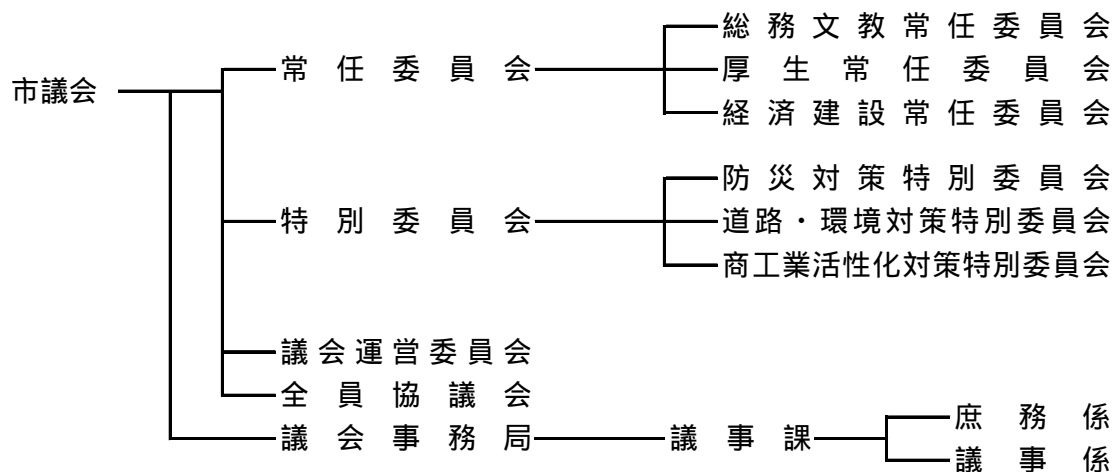 総務文教常任委員会
常任委員会
厚生常任委員会
市議会
経済建設常任委員会
防災対策特別委員会
特別委員会
道路・環境対策特別委員会
商工業活性化対策特別委員会
議会運営委員会
全員協議会
庶務係
議会事務局
議事課
議事係